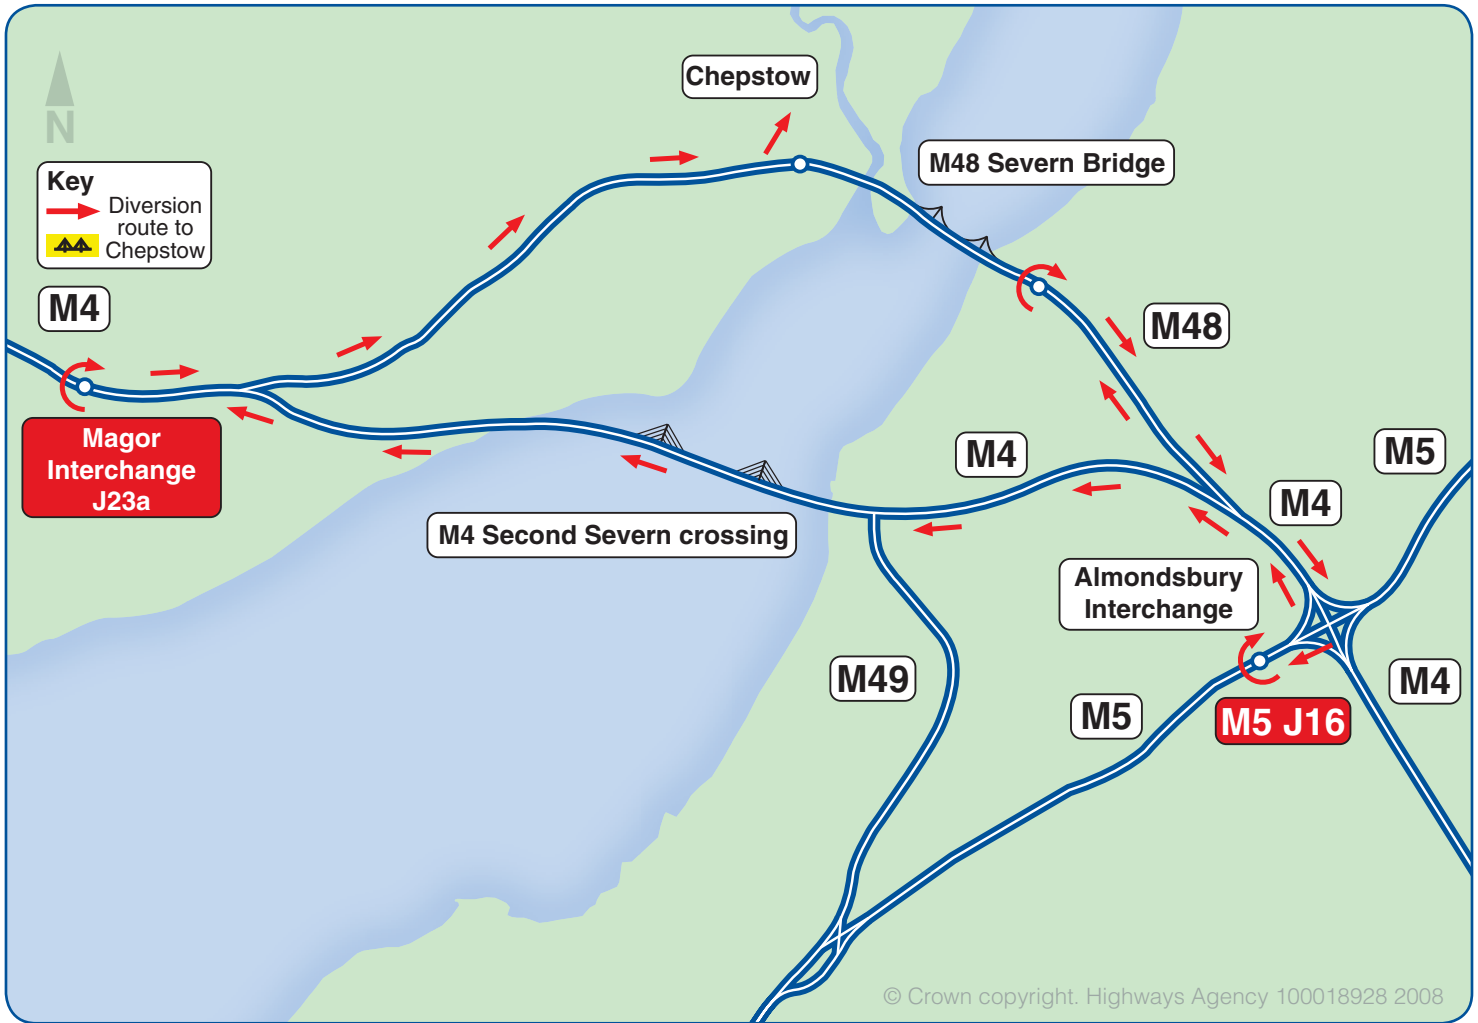 Chepstow
M48 Severn Bridge
N
Key
Diversion
route to
Chepstow
M4
M48
Magor
Interchange
J23a
M4
M5
M4
M4 Second Severn crossing
Almondsbury
Interchange
M49
M5
M5 J16
M4
© Crown copyright. Highways Agency 100018928 2008